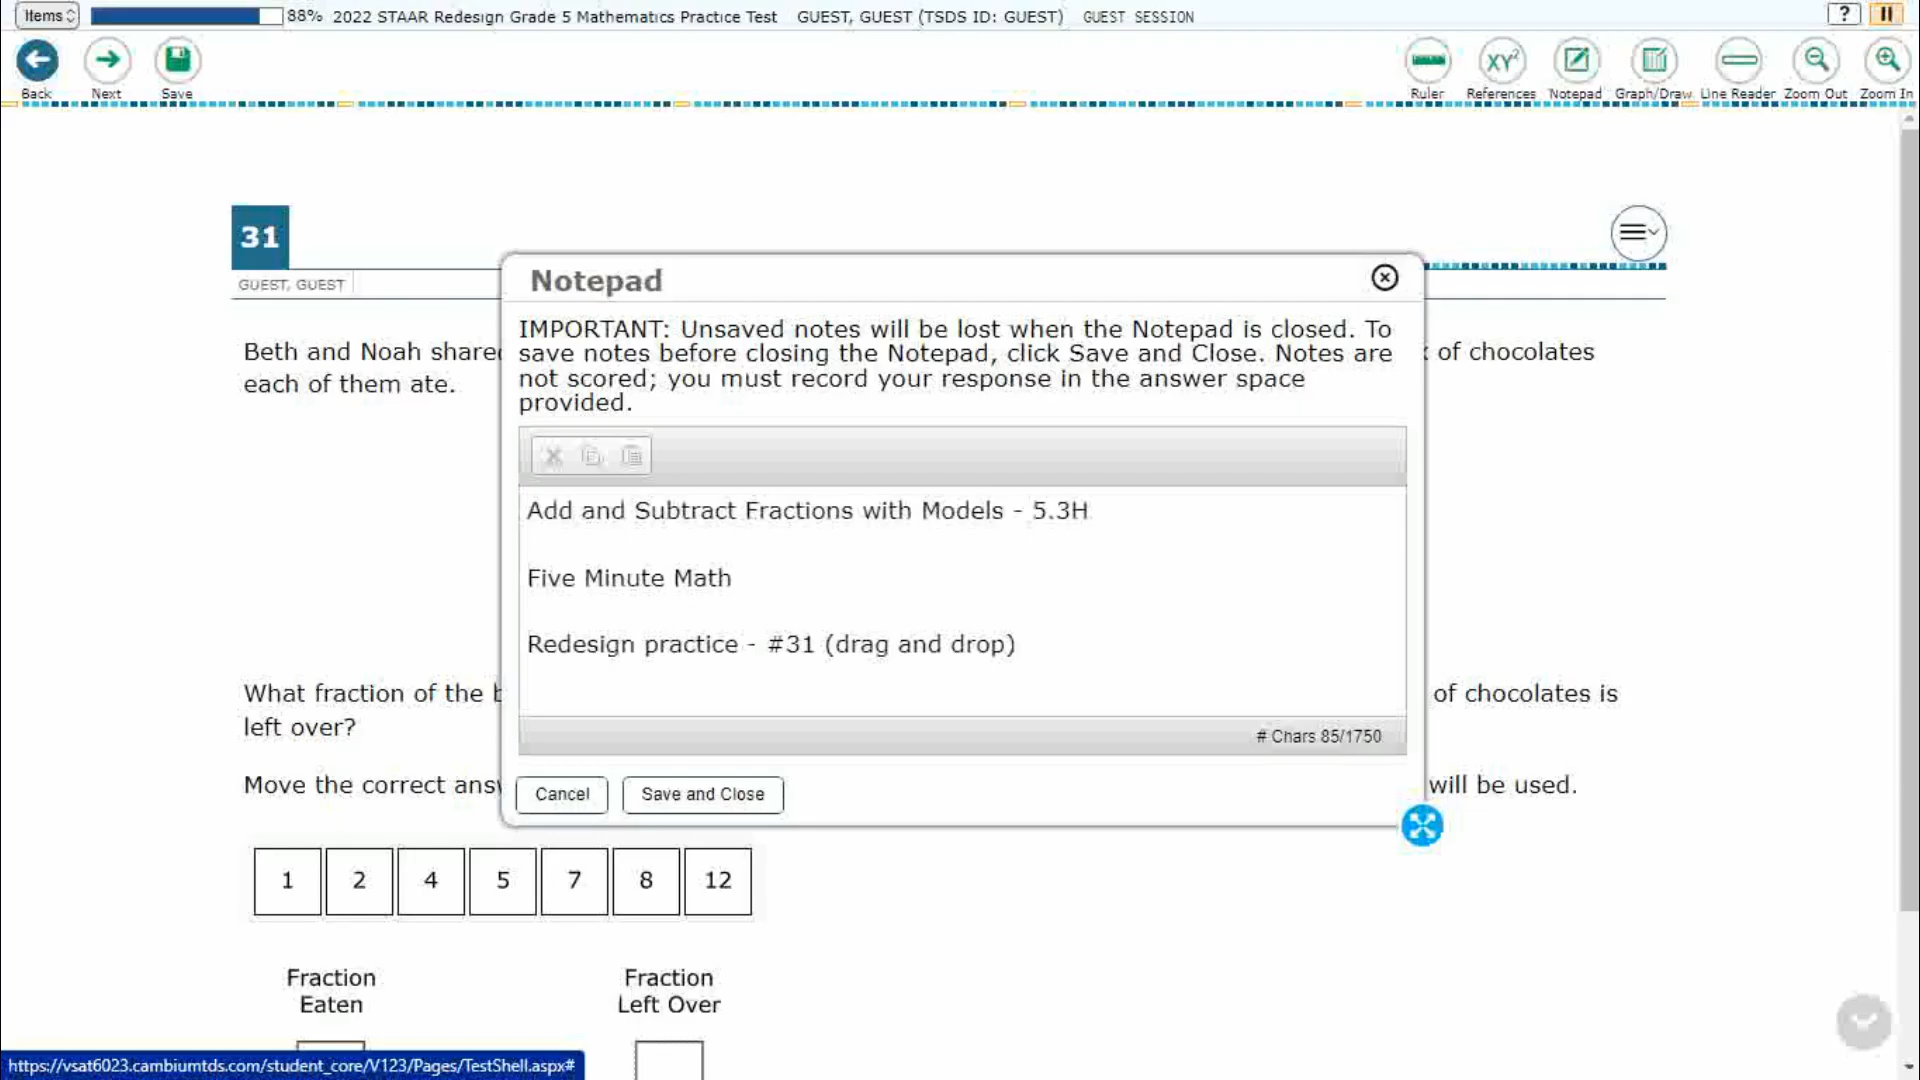 Items 88% 2022 STAAR Redesign Grade 5 Mathematics Practice Test GUEST, GUEST (TSDS ID: GUEST) GUEST SESSION ?
Back Next Save XY² Ruler References Notepad Graph/Draw Line Reader Zoom Out Zoom In
31
GUEST, GUEST
Notepad
IMPORTANT: Unsaved notes will be lost when the Notepad is closed. To
save notes before closing the Notepad, click Save and Close. Notes are
not scored; you must record your response in the answer space
provided.
Beth and Noah shared
of chocolates
each of them ate.
Add and Subtract Fractions with Models - 5.3H
Five Minute Math
Redesign practice - #31 (drag and drop)
# Chars 85/1750
Cancel Save and Close
What fraction of the
of chocolates is
left over?
Move the correct
will be used.
1 2 4 5 7 8 12
Fraction
Eaten
Fraction
Left Over
https://vsat6023.cambiumtds.com/student_core/V123/Pages/TestShell.aspx#